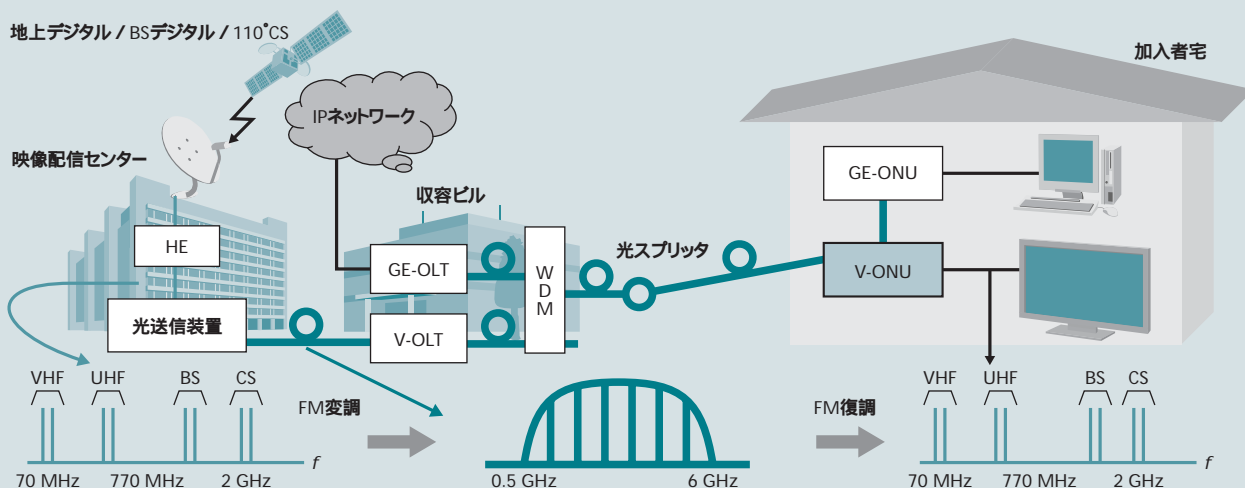 地上デジタル / BSデジタル / 110°CS
加入者宅
IPネットワーク
映像配信センター
収容ビル
GE-ONU
HE
GE-OLT
WDM
光スプリッタ
V-ONU
光送信装置
V-OLT
VHF UHF BS CS
FM変調
FM復調
VHF UHF BS CS
f
f
70 MHz 770 MHz 2 GHz
0.5 GHz 6 GHz
70 MHz 770 MHz 2 GHz